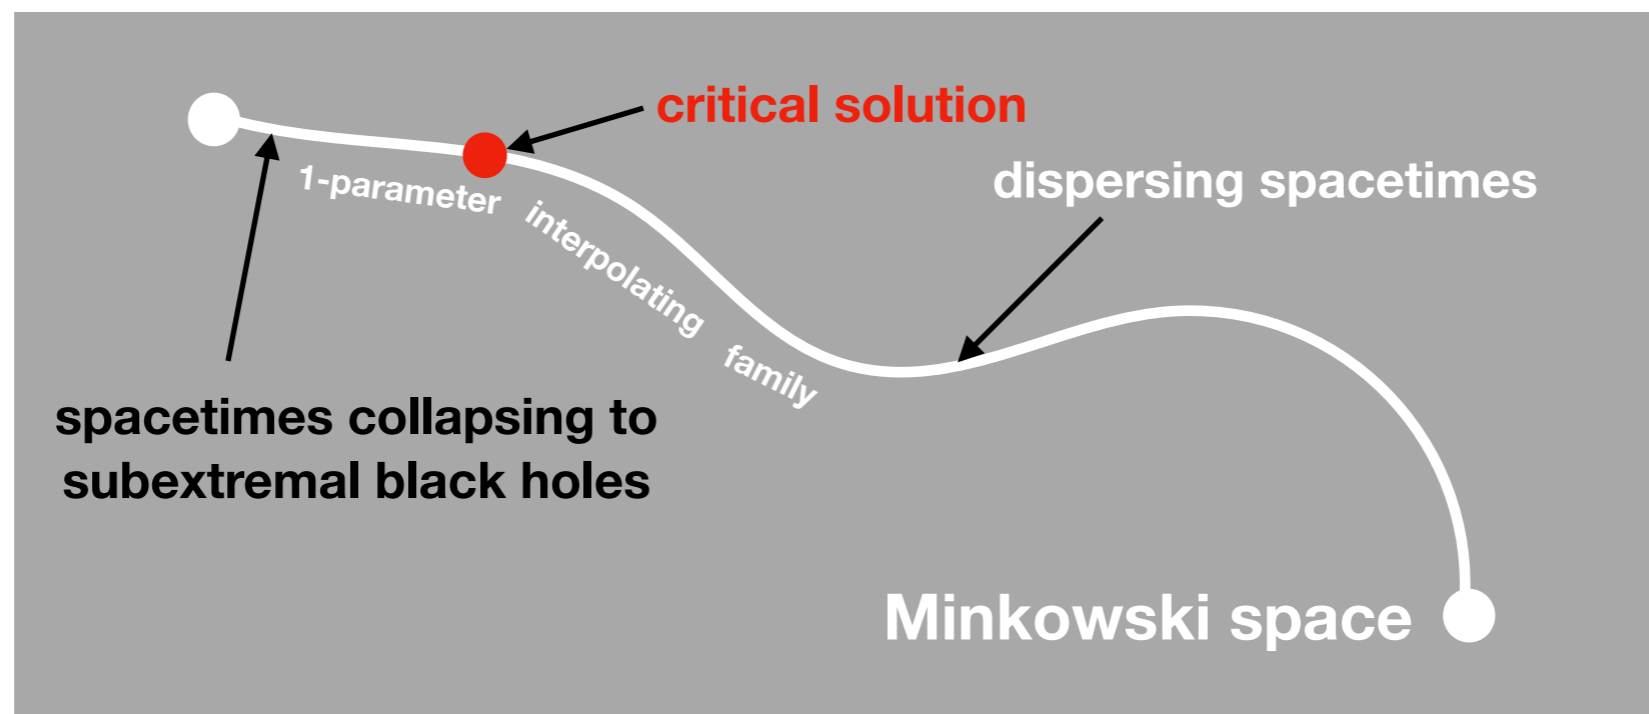 critical solution
dispersing spacetimes
1-parameter interpolating family
spacetimes collapsing to
subextremal black holes
Minkowski space